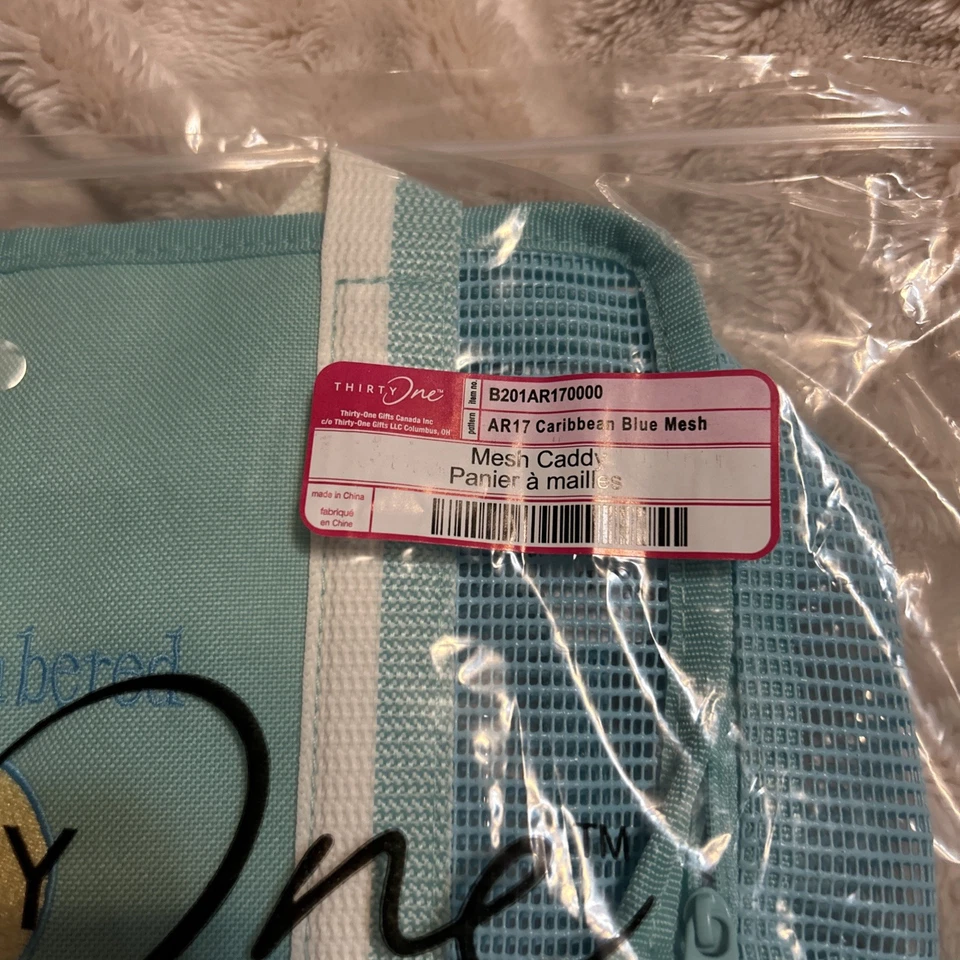 THIRTY One™
Thirty-One Gifts Canada Inc
c/o Thirty-One Gifts LLC Columbus, OH
item no.
B201AR170000
pattern
AR17 Caribbean Blue Mesh
Mesh Caddy
Panier à mailles
made in China
fabriqué
en Chine
bered
Y
One
TM